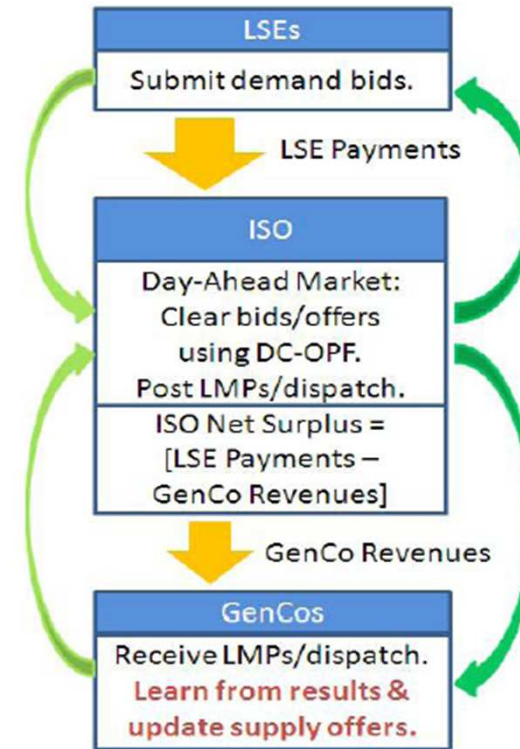 LSEs
Submit demand bids.
LSE Payments
ISO
Day-Ahead Market:
Clear bids/offers
using DC-OPF.
Post LMPs/dispatch.
ISO Net Surplus =
[LSE Payments –
GenCo Revenues]
GenCo Revenues
GenCos
Receive LMPs/dispatch.
Learn from results &
update supply offers.